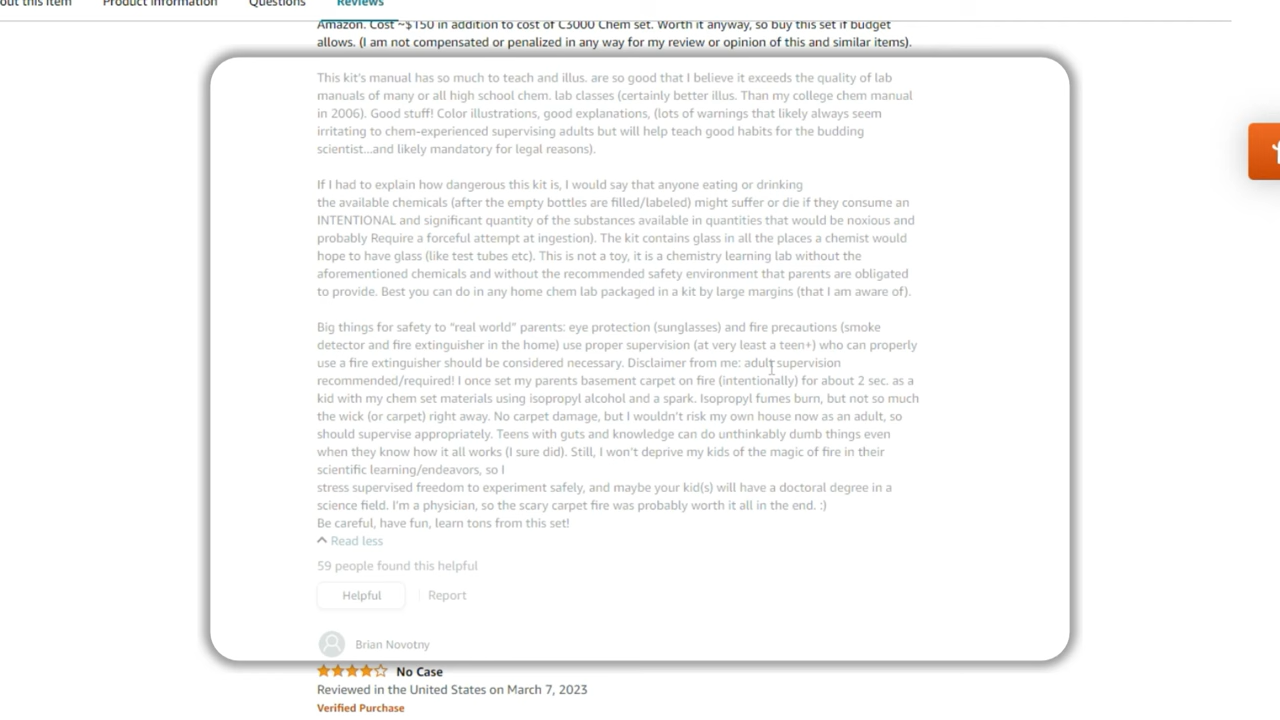 out this item Product information Questions Reviews
Amazon. Cost ~$150 in addition to cost of C3000 Chem set. Worth it anyway, so buy this set if budget
allows. (I am not compensated or penalized in any way for my review or opinion of this and similar items).
This kit's manual has so much to teach and illus. are so good that I believe it exceeds the quality of lab
manuals of many or all high school chem. lab classes (certainly better illus. Than my college chem manual
in 2006). Good stuff! Color illustrations, good explanations, (lots of warnings that likely always seem
irritating to chem-experienced supervising adults but will help teach good habits for the budding
scientist...and likely mandatory for legal reasons).
If I had to explain how dangerous this kit is, I would say that anyone eating or drinking
the available chemicals (after the empty bottles are filled/labeled) might suffer or die if they consume an
INTENTIONAL and significant quantity of the substances available in quantities that would be noxious and
probably Require a forceful attempt at ingestion). The kit contains glass in all the places a chemist would
hope to have glass (like test tubes etc). This is not a toy, it is a chemistry learning lab without the
aforementioned chemicals and without the recommended safety environment that parents are obligated
to provide. Best you can do in any home chem lab packaged in a kit by large margins (that I am aware of).
Big things for safety to "real world" parents: eye protection (sunglasses) and fire precautions (smoke
detector and fire extinguisher in the home) use proper supervision (at very least a teen+) who can properly
use a fire extinguisher should be considered necessary. Disclaimer from me: adult supervision
recommended/required! I once set my parents basement carpet on fire (intentionally) for about 2 sec. as a
kid with my chem set materials using isopropyl alcohol and a spark. Isopropyl fumes burn, but not so much
the wick (or carpet) right away. No carpet damage, but I wouldn't risk my own house now as an adult, so
should supervise appropriately. Teens with guts and knowledge can do unthinkably dumb things even
when they know how it all works (I sure did). Still, I won't deprive my kids of the magic of fire in their
scientific learning/endeavors, so I
stress supervised freedom to experiment safely, and maybe your kid(s) will have a doctoral degree in a
science field. I'm a physician, so the scary carpet fire was probably worth it all in the end. :)
Be careful, have fun, learn tons from this set!
Read less
59 people found this helpful
Helpful Report
Brian Novotny
No Case
Reviewed in the United States on March 7, 2023
Verified Purchase